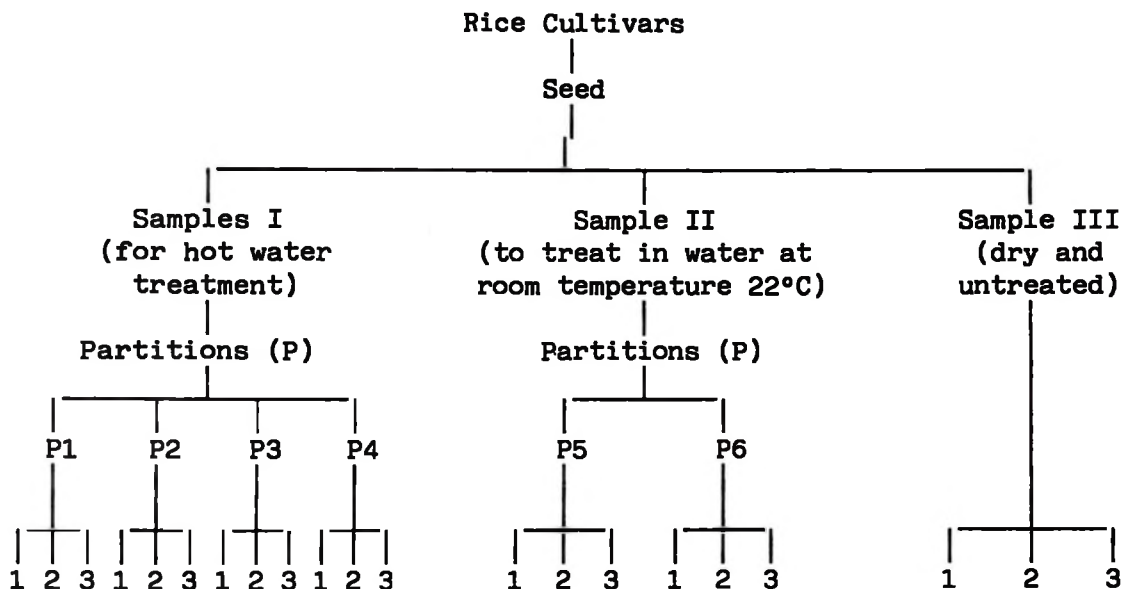 Rice Cultivars
Seed
Samples I
(for hot water
treatment)
Sample II
(to treat in water at
room temperature 22°C)
Sample III
(dry and
untreated)
Partitions (P)
Partitions (P)
P1 P2 P3 P4 P5 P6
1 2 3 1 2 3 1 2 3 1 2 3 1 2 3 1 2 3 1 2 3